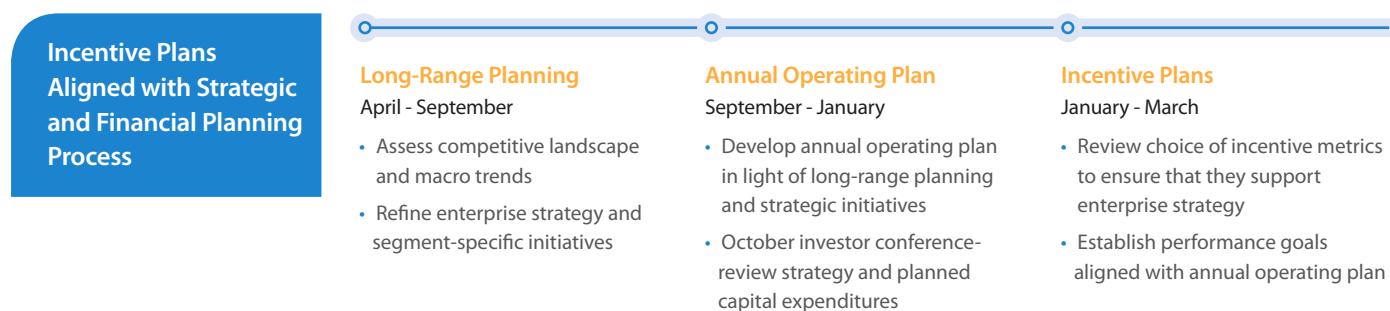 Incentive Plans
Aligned with Strategic
and Financial Planning
Process
Long-Range Planning
April - September
• Assess competitive landscape
and macro trends
• Refine enterprise strategy and
segment-specific initiatives
Annual Operating Plan
September - January
• Develop annual operating plan
in light of long-range planning
and strategic initiatives
• October investor conference-
review strategy and planned
capital expenditures
Incentive Plans
January - March
• Review choice of incentive metrics
to ensure that they support
enterprise strategy
• Establish performance goals
aligned with annual operating plan